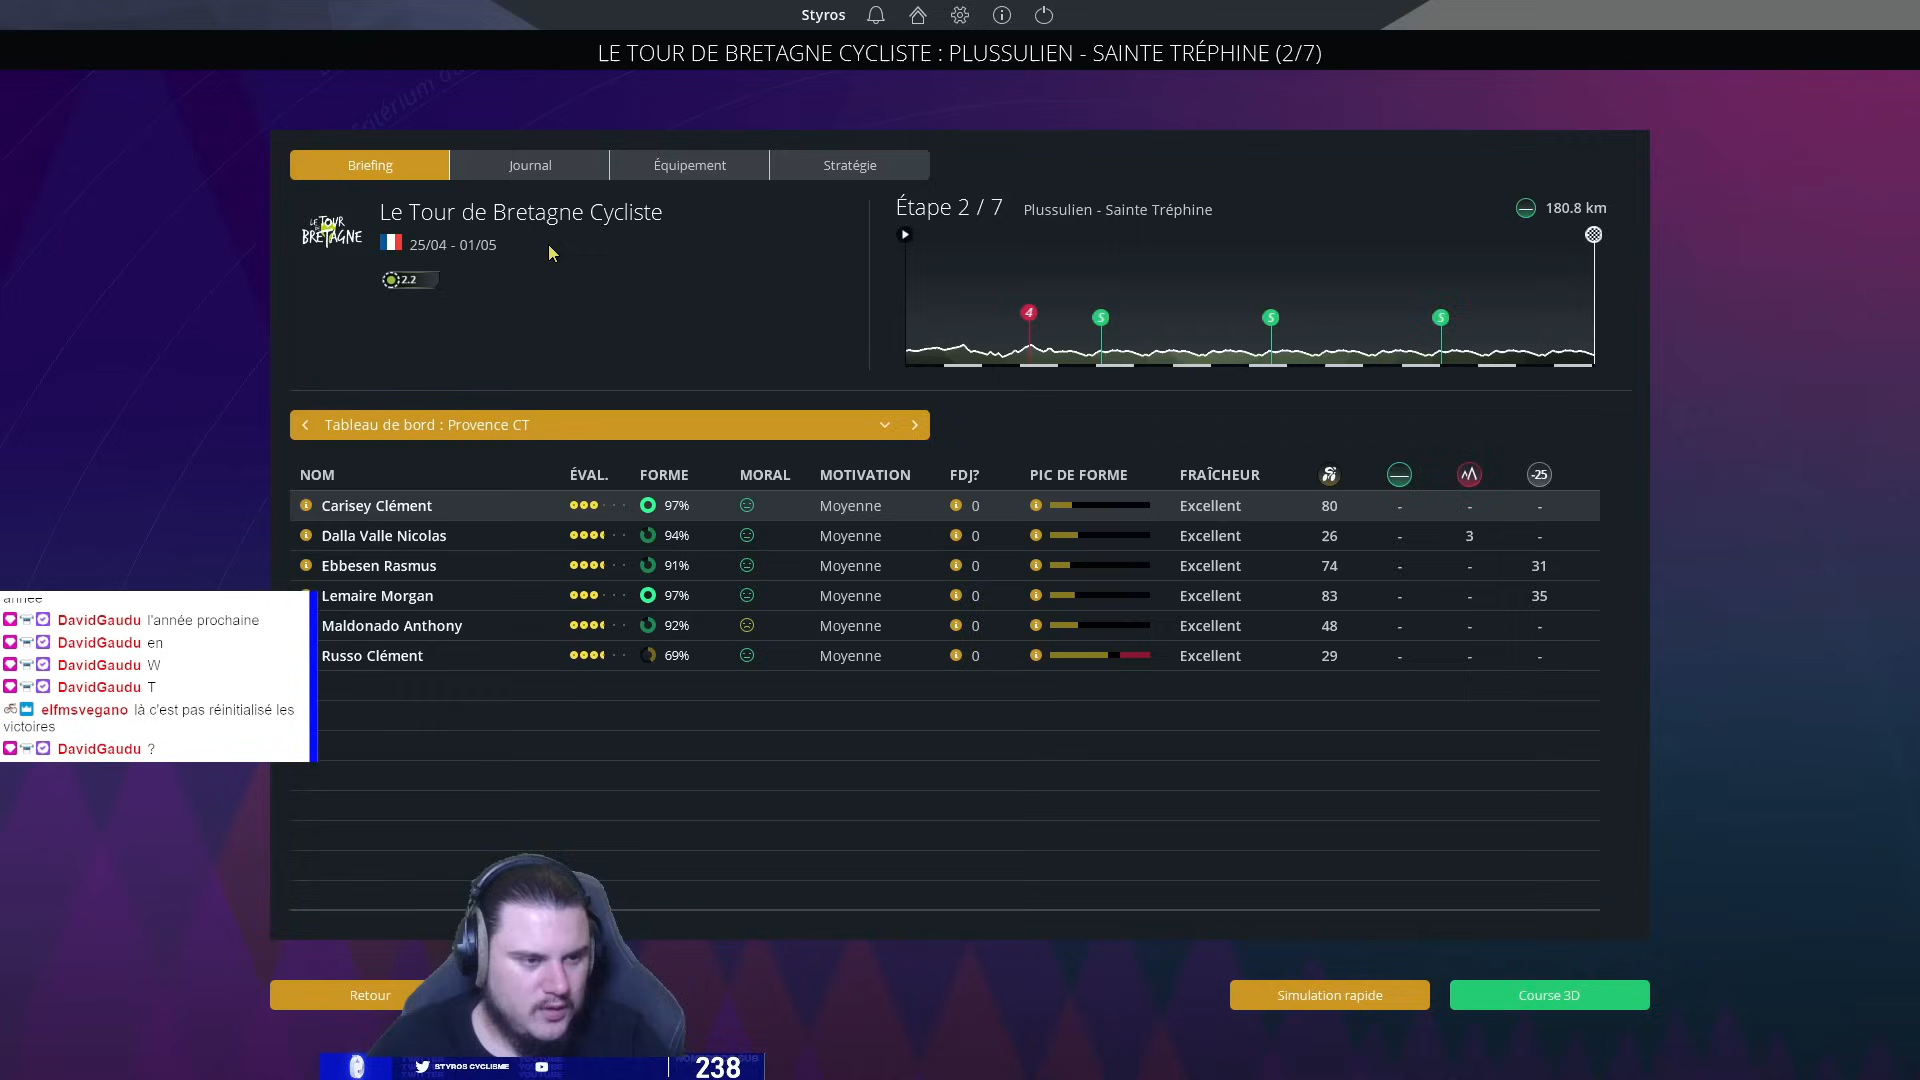 Styros
LE TOUR DE BRETAGNE CYCLISTE : PLUSSULIEN - SAINTE TRÉPHINE (2/7)
Briefing
Journal
Équipement
Stratégie
LE TOUR
BRETAGNE
Le Tour de Bretagne Cycliste
25/04 - 01/05
2.2
Étape 2 / 7
Plussulien - Sainte Tréphine
180.8 km
4
S
S
S
Tableau de bord : Provence CT
NOM ÉVAL. FORME MORAL MOTIVATION FDJ? PIC DE FORME FRAÎCHEUR -25
Carisey Clément 97% Moyenne 0 Excellent 80 - - -
Dalla Valle Nicolas 94% Moyenne 0 Excellent 26 - 3 -
Ebbesen Rasmus 91% Moyenne 0 Excellent 74 - - 31
Lemaire Morgan 97% Moyenne 0 Excellent 83 - - 35
Maldonado Anthony 92% Moyenne 0 Excellent 48 - - -
Russo Clément 69% Moyenne 0 Excellent 29 - - -
année
DavidGaudu l'année prochaine
DavidGaudu en
DavidGaudu W
DavidGaudu T
elfmsvegano là c'est pas réinitialisé les
victoires
DavidGaudu ?
Retour
Simulation rapide
Course 3D
STYROS CYCLISME
238